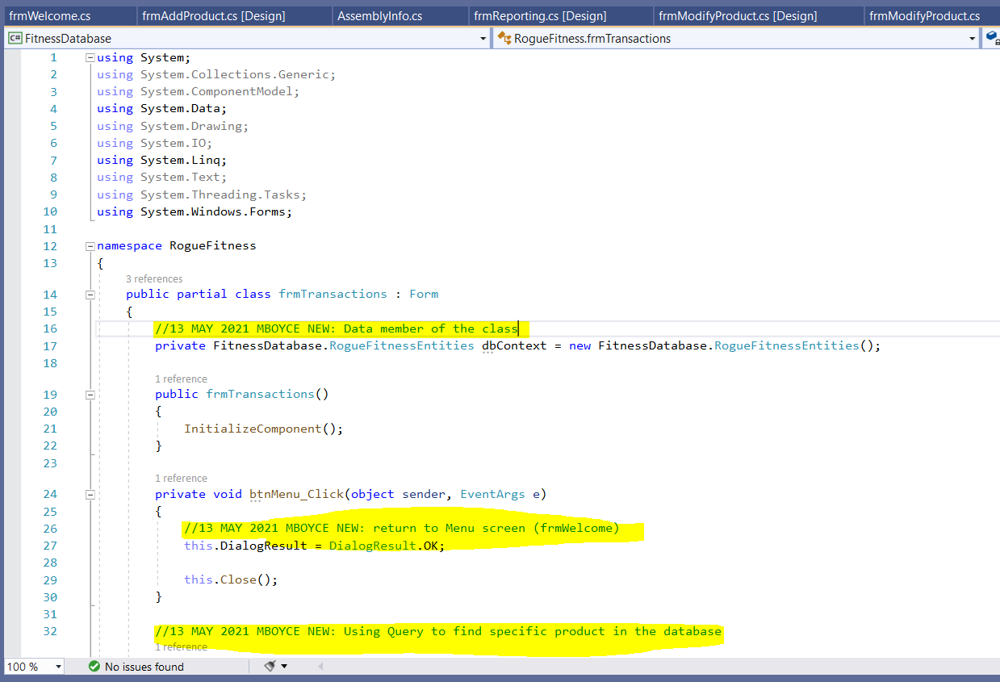 frmWelcome.cs frmAddProduct.cs [Design] AssemblyInfo.cs frmReporting.cs [Design] frmModifyProduct.cs [Design] frmModifyProduct.cs
C# FitnessDatabase RogueFitness.frmTransactions
1 using System;
2 using System.Collections.Generic;
3 using System.ComponentModel;
4 using System.Data;
5 using System.Drawing;
6 using System.IO;
7 using System.Linq;
8 using System.Text;
9 using System.Threading.Tasks;
10 using System.Windows.Forms;
11
12 namespace RogueFitness
13 {
3 references
14 public partial class frmTransactions : Form
15 {
16 //13 MAY 2021 MBOYCE NEW: Data member of the class
17 private FitnessDatabase.RogueFitnessEntities dbContext = new FitnessDatabase.RogueFitnessEntities();
18
1 reference
19 public frmTransactions()
20 {
21 InitializeComponent();
22 }
23
1 reference
24 private void btnMenu_Click(object sender, EventArgs e)
25 {
26 //13 MAY 2021 MBOYCE NEW: return to Menu screen (frmWelcome)
27 this.DialogResult = DialogResult.OK;
28
29 this.Close();
30 }
31
32 //13 MAY 2021 MBOYCE NEW: Using Query to find specific product in the database
1 reference
100 % No issues found